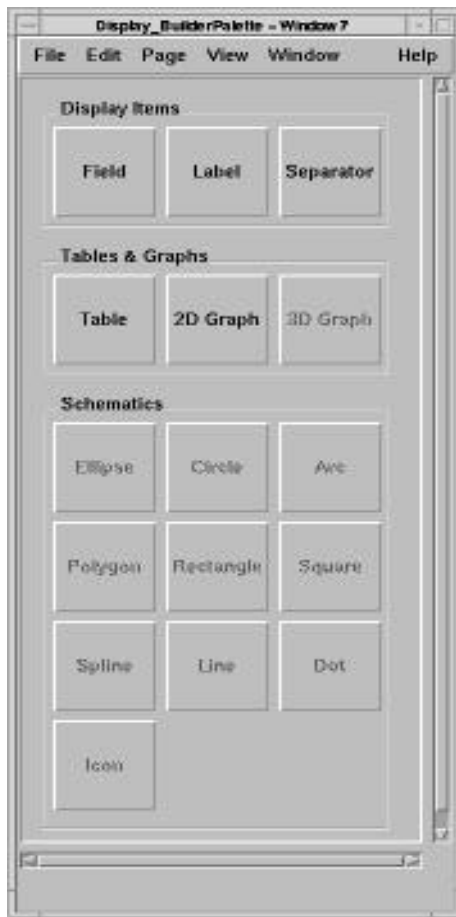 Display_BuilderPalette - Window 7
File Edit Page View Window Help
Display Items
Field Label Separator
Tables & Graphs
Table 2D Graph 3D Graph
Schematics
Ellipse Circle Arc
Polygon Rectangle Square
Spline Line Dot
Icon